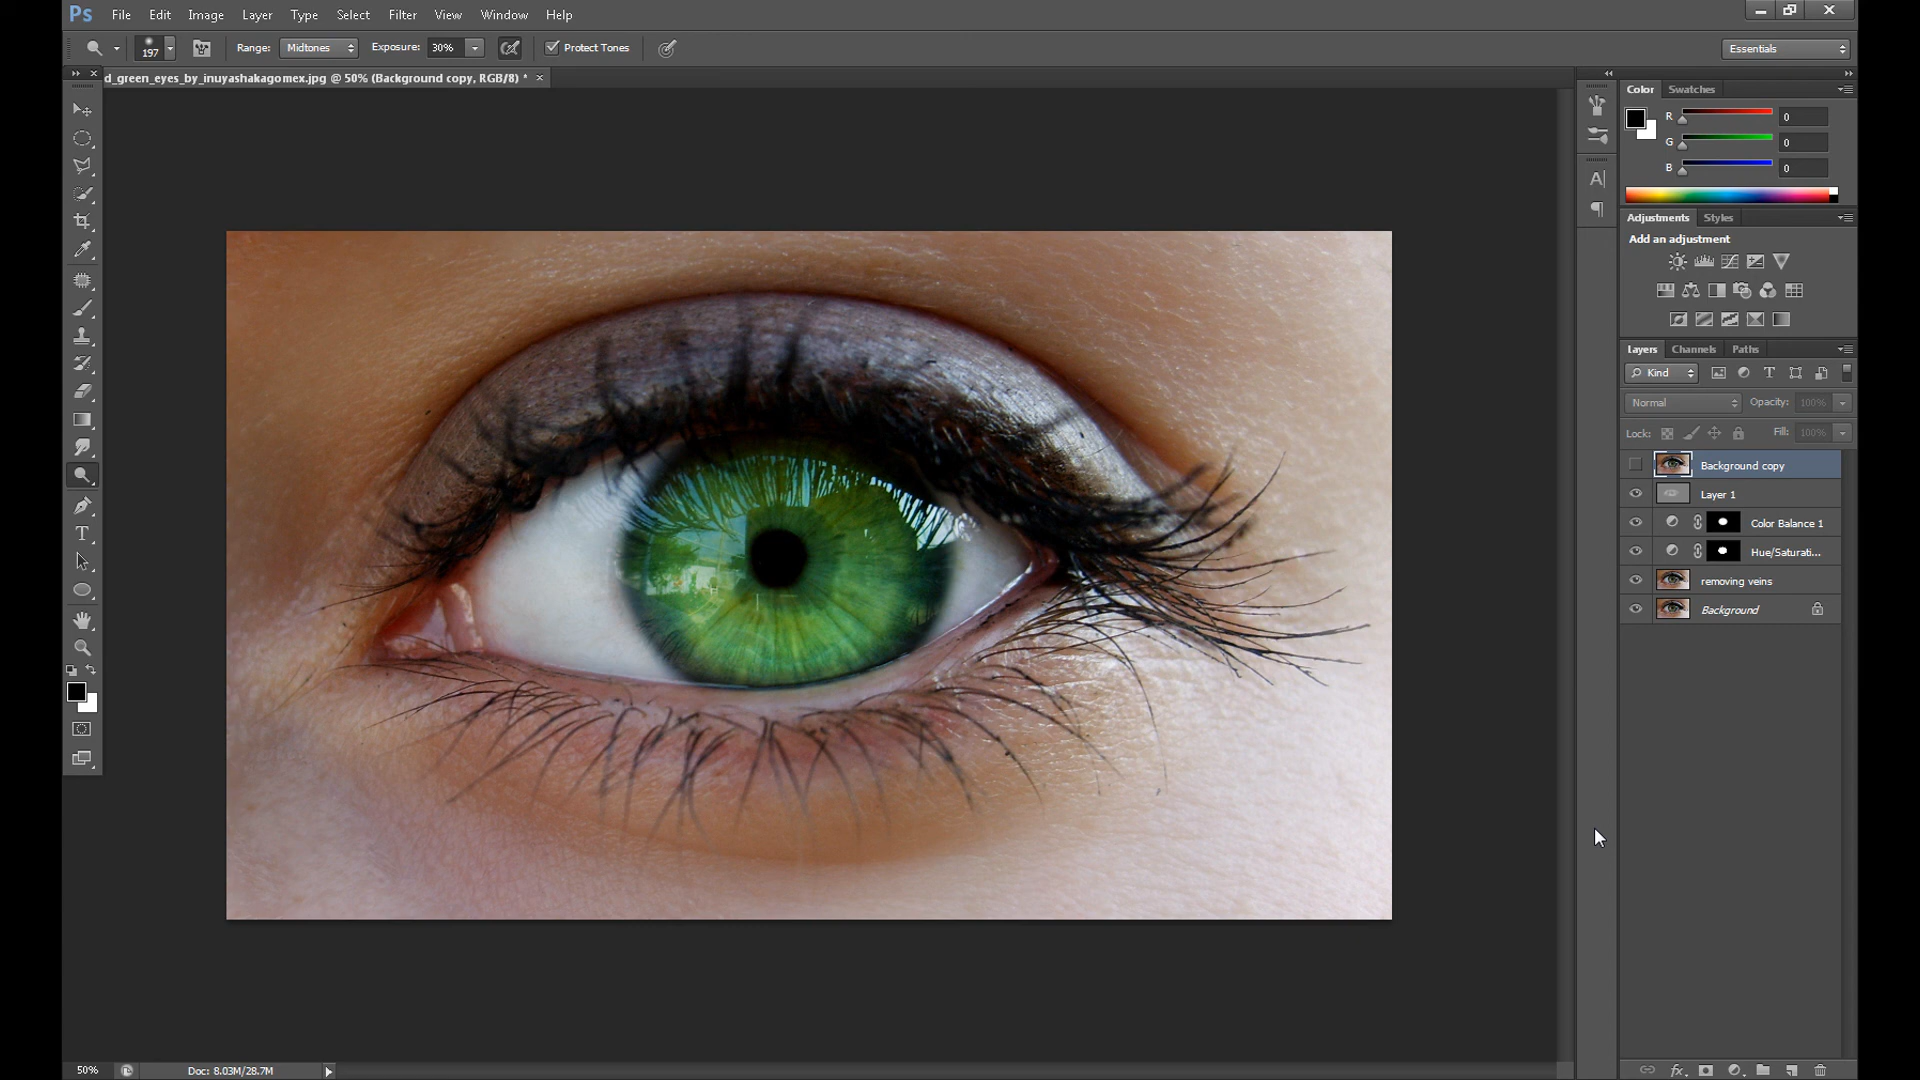 Ps File Edit Image Layer Type Select Filter View Window Help
197 Range: Midtones Exposure: 30% Protect Tones Essentials
d_green_eyes_by_inuyashakagomex.jpg @ 50% (Background copy, RGB/8) *
Color Swatches
R 0
G 0
B 0
Adjustments Styles
Add an adjustment
Layers Channels Paths
Kind
Normal Opacity: 100%
Lock: Fill: 100%
Background copy
Layer 1
Color Balance 1
Hue/Saturati...
removing veins
Background
50% Doc: 8.03M/28.7M